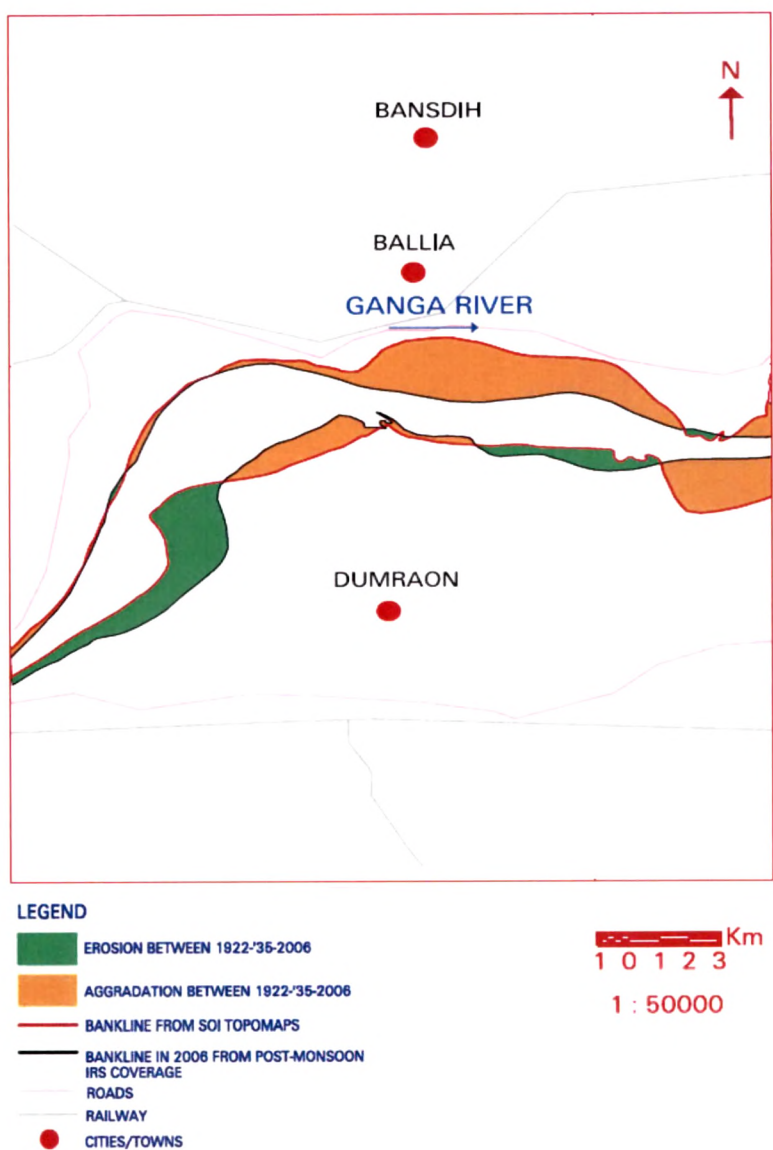 N
BANSDIH
BALLIA
GANGA RIVER
DUMRAON
LEGEND
EROSION BETWEEN 1922-'35-2006
AGGRADATION BETWEEN 1922-'35-2006
BANKLINE FROM SOI TOPOMAPS
BANKLINE IN 2006 FROM POST-MONSOON
IRS COVERAGE
ROADS
RAILWAY
CITIES/TOWNS
Km
1 0 1 2 3
1 : 50000